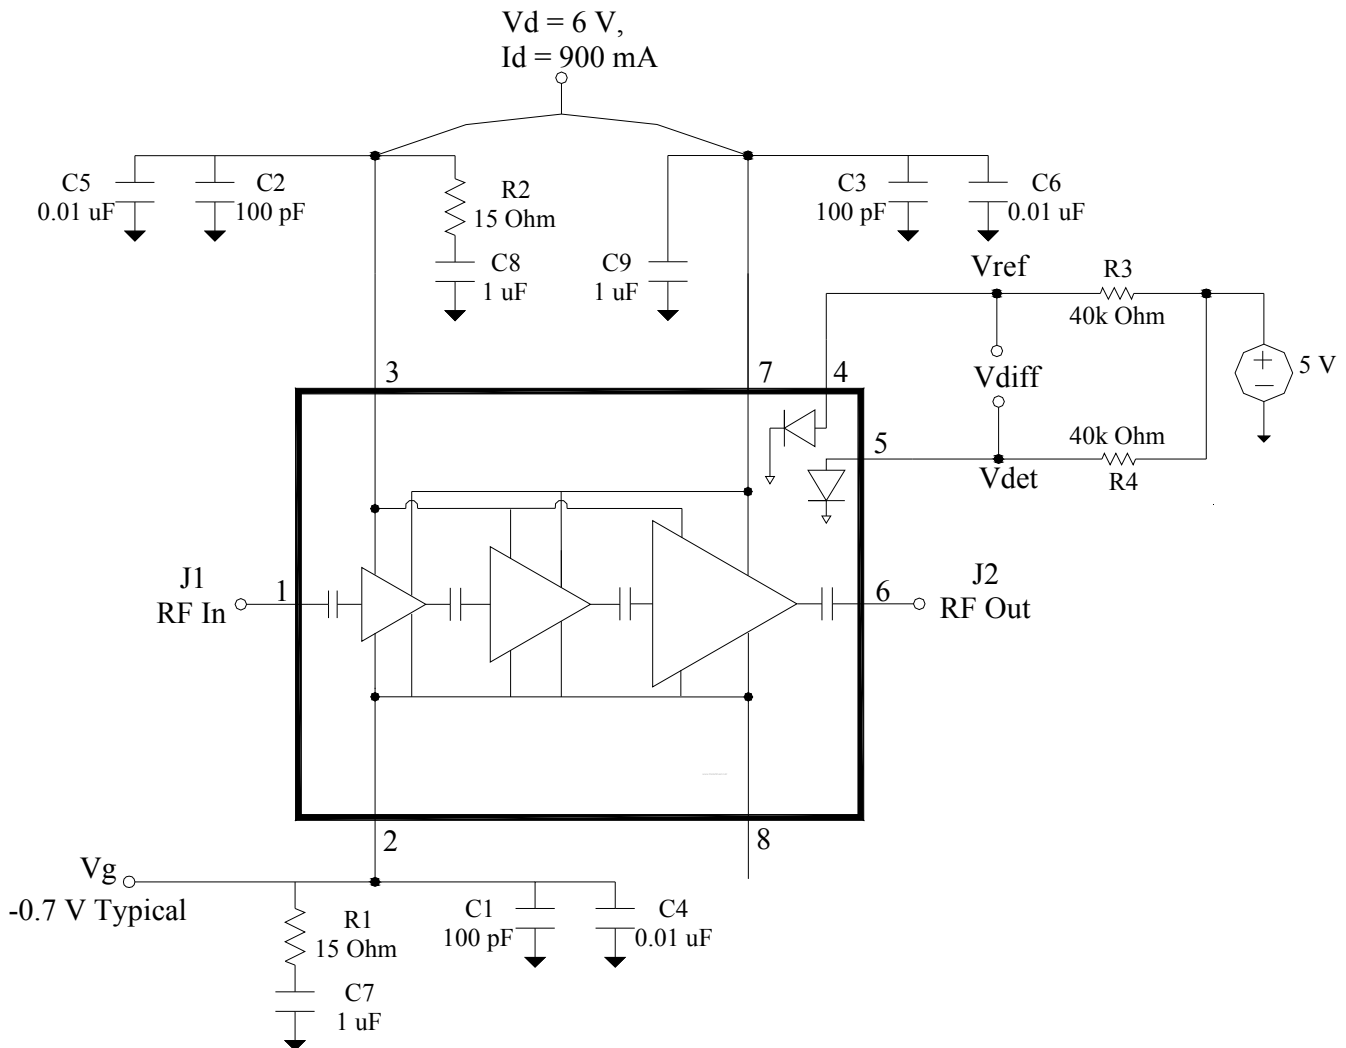 Vd = 6 V,
Id = 900 mA
C5
0.01 uF
C2
100 pF
R2
15 Ohm
C8
1 uF
C9
1 uF
C3
100 pF
C6
0.01 uF
Vref
R3
40k Ohm
5 V
Vdiff
40k Ohm
R4
Vdet
3
7
4
5
J1
RF In
1
6
J2
RF Out
2
8
Vg
-0.7 V Typical
R1
15 Ohm
C7
1 uF
C1
100 pF
C4
0.01 uF